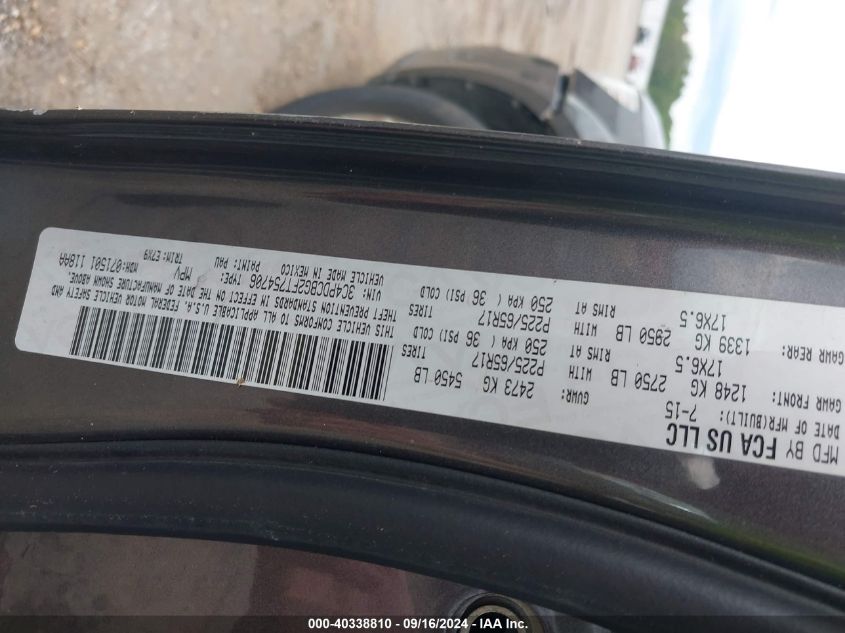 MFD BY FCA US LLC
DATE OF MFR(BUILT): 7-15
GVWR: 2473 KG 5450 LB
GAWR FRONT: 1248 KG 2750 LB WITH P225/65R17 TIRES
17X6.5 RIMS AT 250 KPA ( 36 PSI) COLD
GAWR REAR: 1339 KG 2950 LB WITH P225/65R17 TIRES
17X6.5 RIMS AT 250 KPA ( 36 PSI) COLD
THIS VEHICLE CONFORMS TO ALL APPLICABLE U.S.A. FEDERAL MOTOR VEHICLE SAFETY AND
THEFT PREVENTION STANDARDS IN EFFECT ON THE DATE OF MANUFACTURE SHOWN ABOVE.
VIN: 3C4PDCBG2FT754706 TYPE: MPV MDH:071501 118AA
VEHICLE MADE IN MEXICO PAINT: PAU TRIM: E7X9
000-40338810 - 09/16/2024 - IAA Inc.